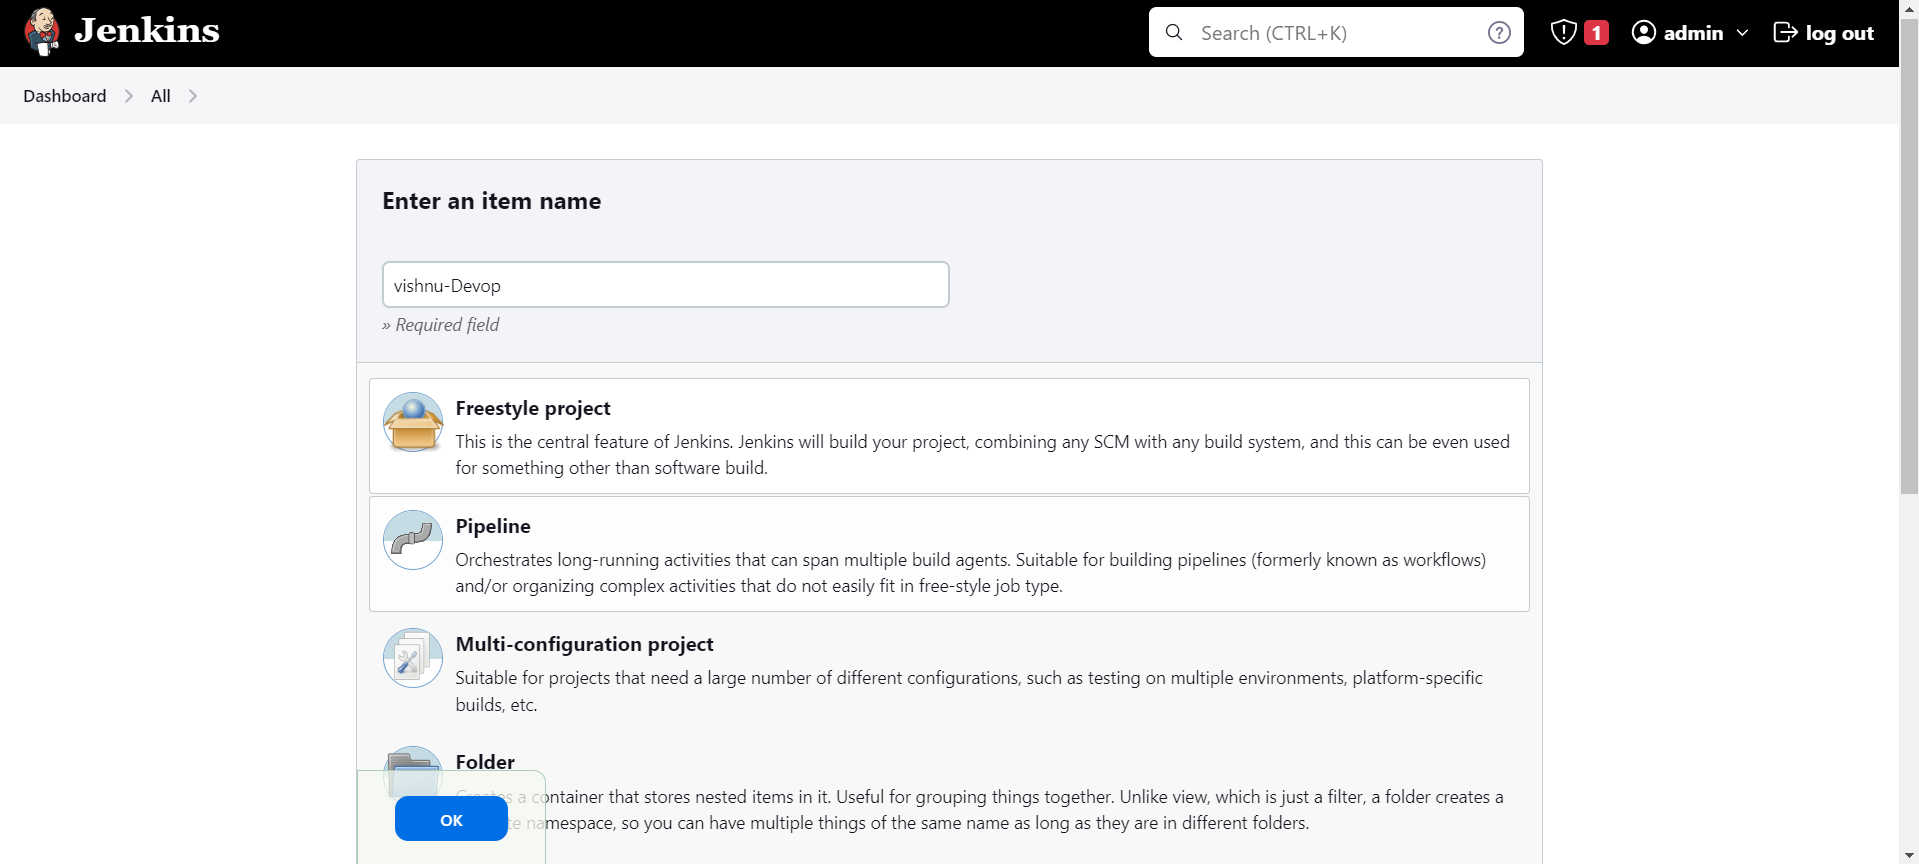 Jenkins
Search (CTRL+K)
1
admin
log out
Dashboard
All
Enter an item name
vishnu-Devop
» Required field
Freestyle project
This is the central feature of Jenkins. Jenkins will build your project, combining any SCM with any build system, and this can be even used
for something other than software build.
Pipeline
Orchestrates long-running activities that can span multiple build agents. Suitable for building pipelines (formerly known as workflows)
and/or organizing complex activities that do not easily fit in free-style job type.
Multi-configuration project
Suitable for projects that need a large number of different configurations, such as testing on multiple environments, platform-specific
builds, etc.
Folder
Creates a container that stores nested items in it. Useful for grouping things together. Unlike view, which is just a filter, a folder creates a
namespace, so you can have multiple things of the same name as long as they are in different folders.
OK